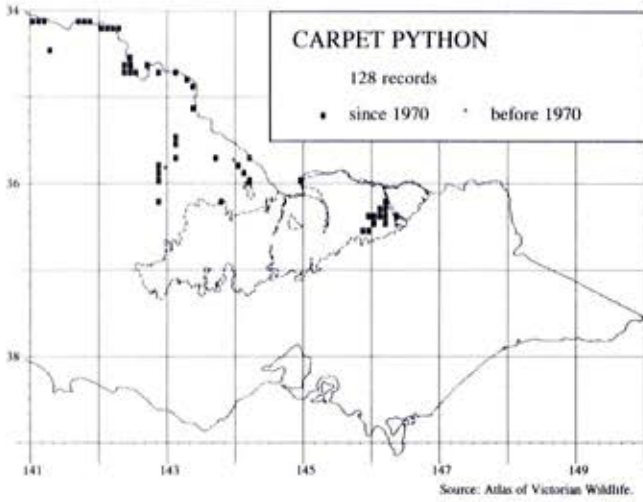 CARPET PYTHON
128 records
since 1970 before 1970
34
36
38
141 143 145 147 149
Source: Atlas of Victorian Wildlife.